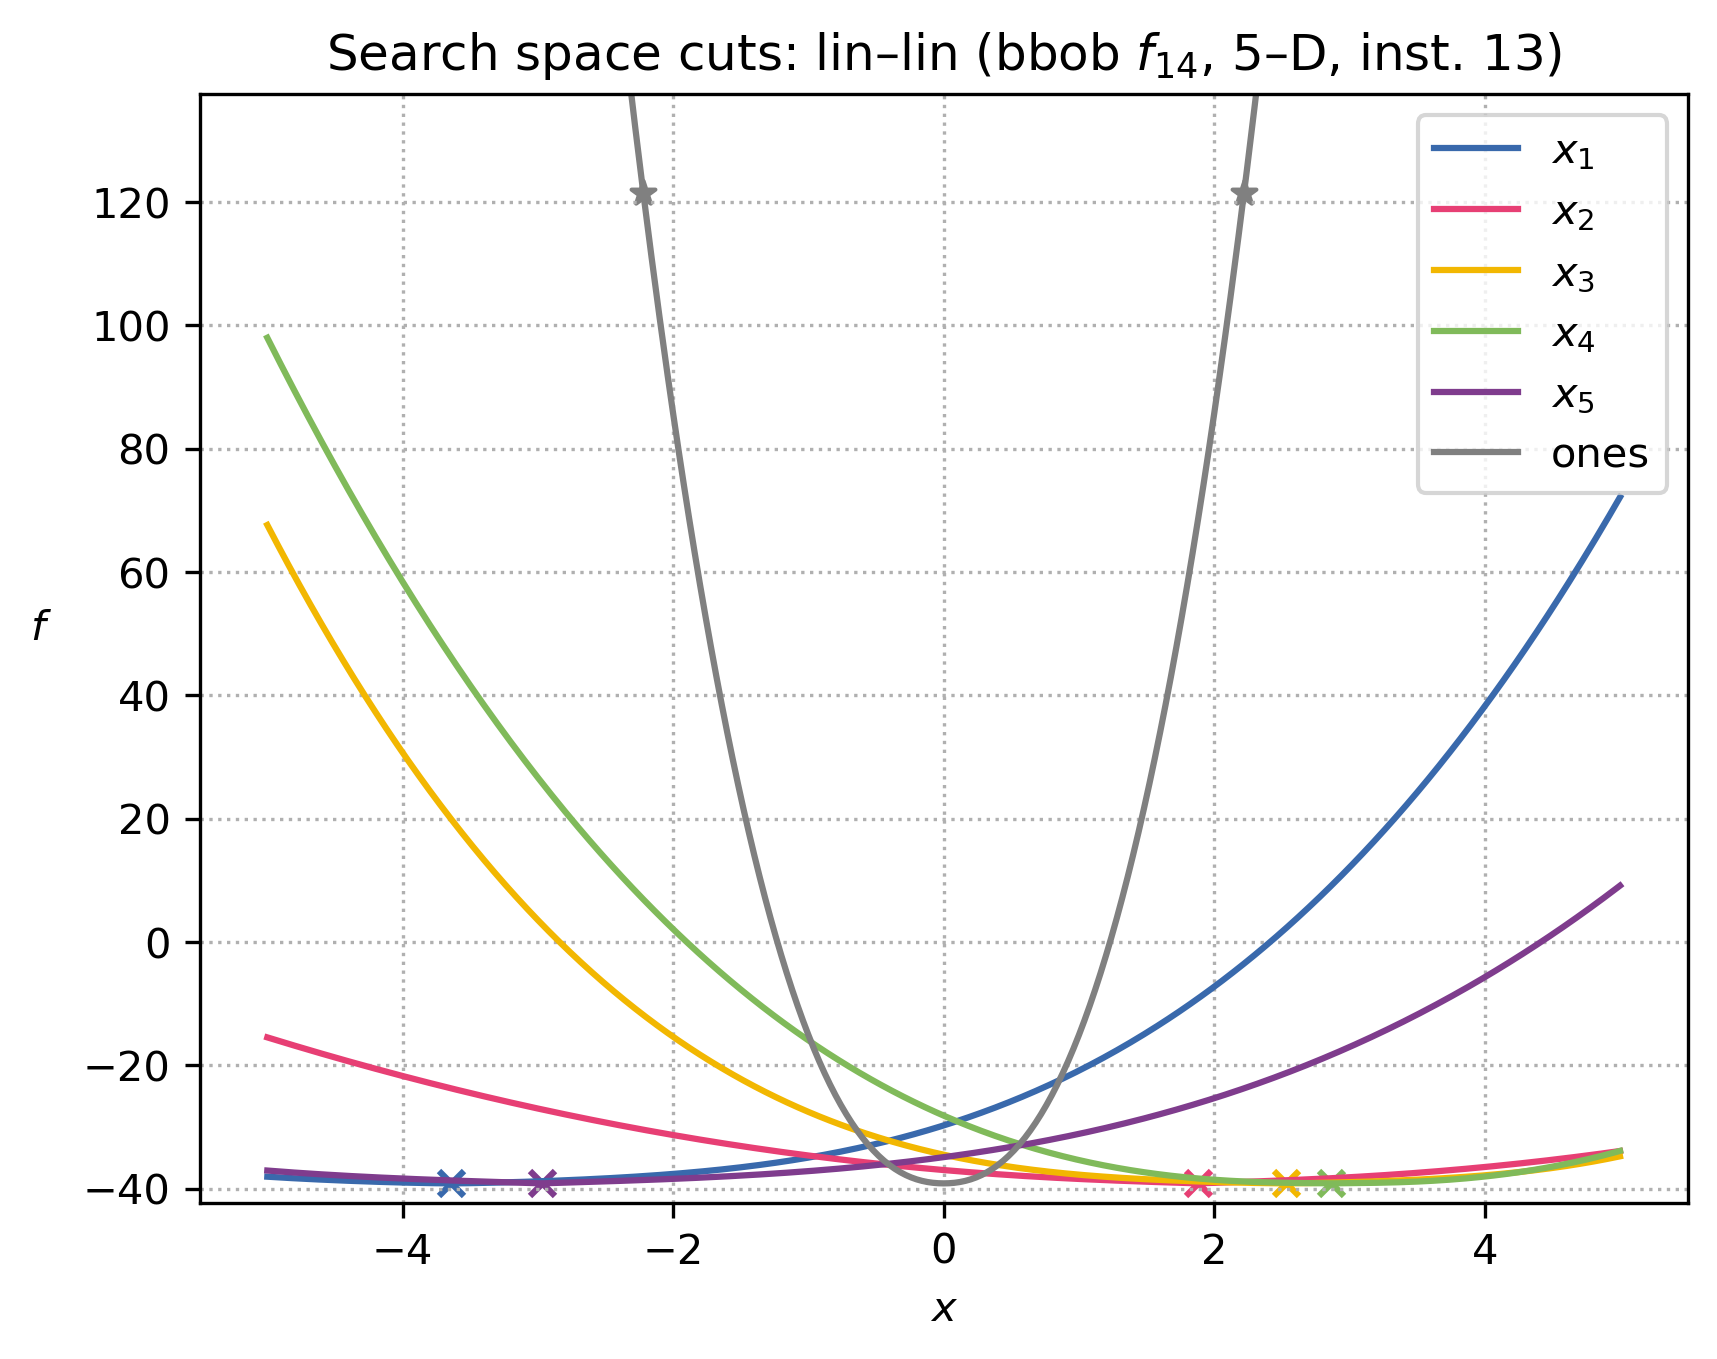 Search space cuts: lin–lin (bbob f14, 5–D, inst. 13)
x1
x2
x3
x4
x5
ones
120
100
80
60
40
20
0
−20
−40
f
−4 −2 0 2 4
x